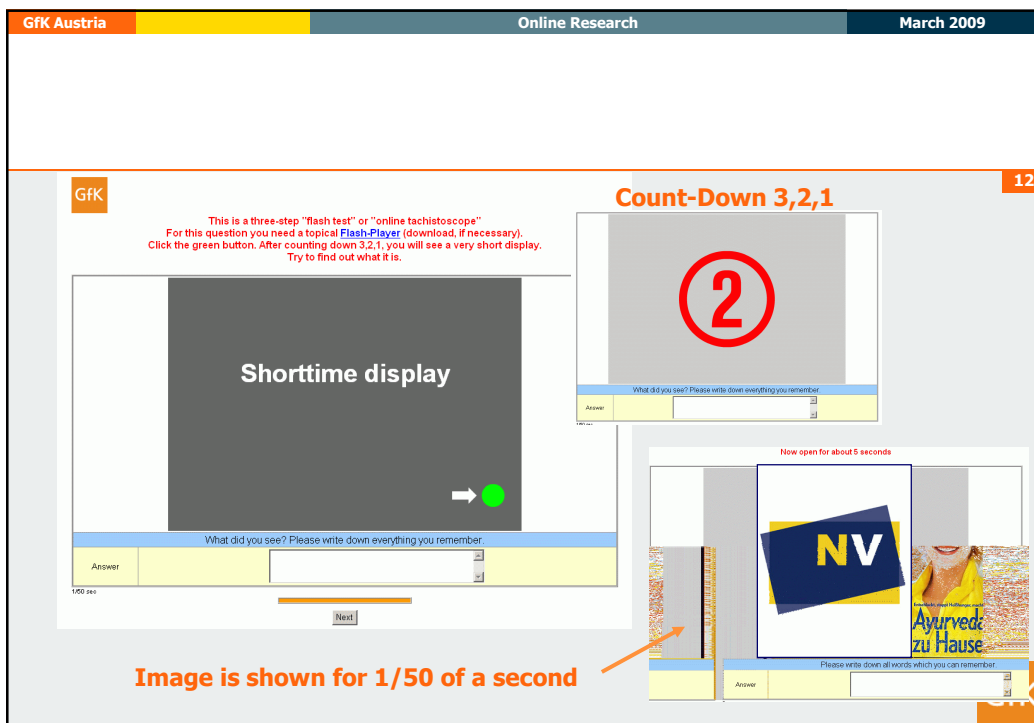 GfK Austria
Online Research
March 2009
12
GfK
This is a three-step "flash test" or "online tachistoscope"
For this question you need a topical Flash-Player (download, if necessary).
Click the green button. After counting down 3,2,1, you will see a very short display.
Try to find out what it is.
Shorttime display
What did you see? Please write down everything you remember.
Answer
1/50 sec
Next
Count-Down 3,2,1
2
What did you see? Please write down everything you remember.
Answer
1/50 sec
Now open for about 5 seconds
NV
Ayurveda
zu Hause
Please write down all words which you can remember.
Answer
Image is shown for 1/50 of a second
GfK